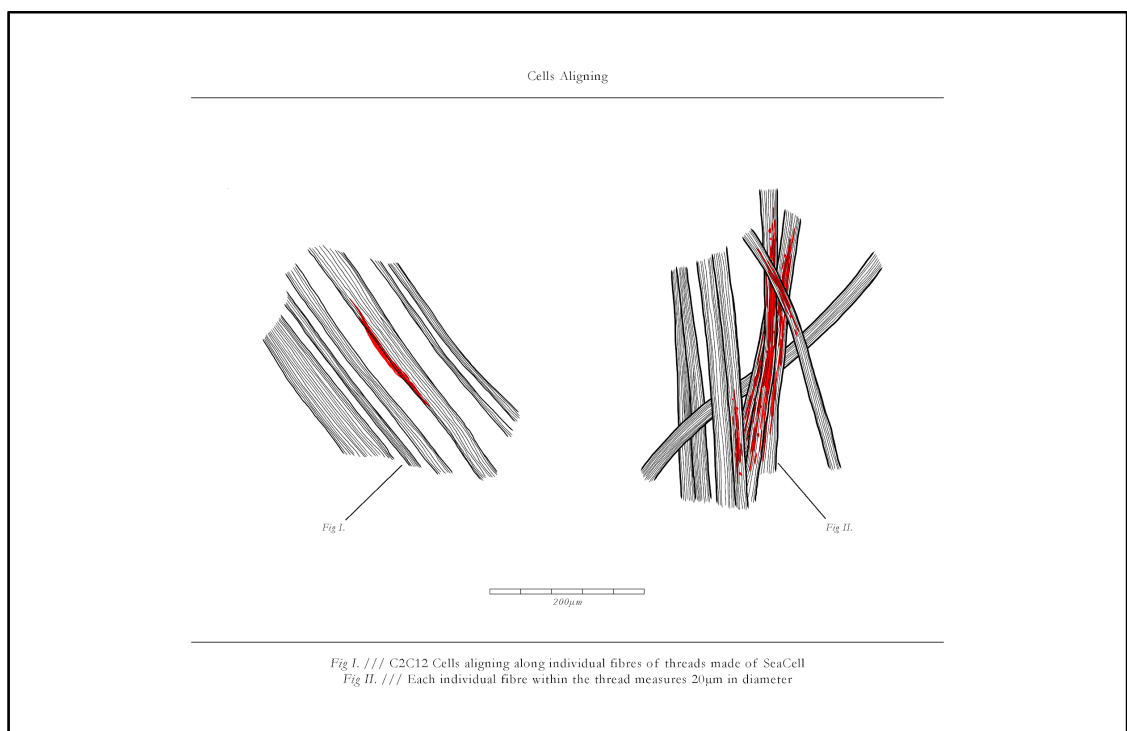 Cells Aligning
Fig I.
Fig II.
200µm
Fig I. /// C2C12 Cells aligning along individual fibres of threads made of SeaCell
Fig II. /// Each individual fibre within the thread measures 20µm in diameter